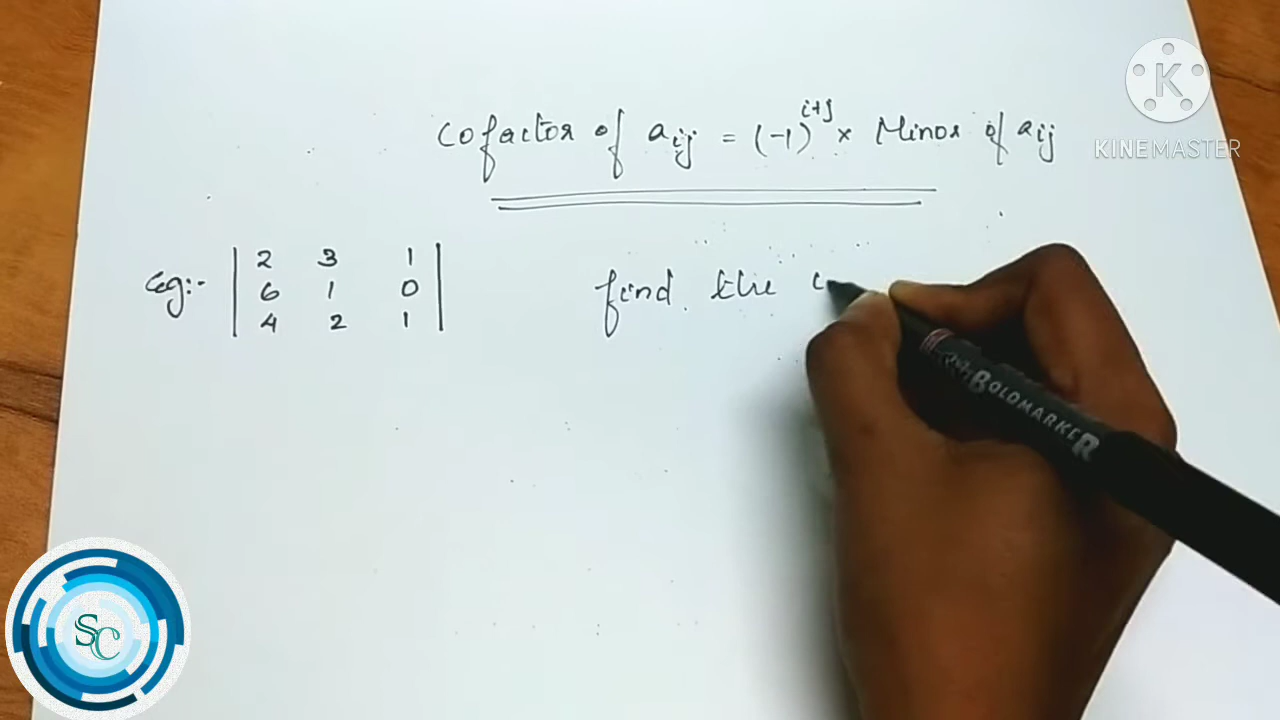 Cofactor of aij = (-1)^i+j × Minor of aij
KINEMASTER
eg:- | 2 3 1 |
| 6 1 0 |
| 4 2 1 |
find the c
BOLDMARKER
SC